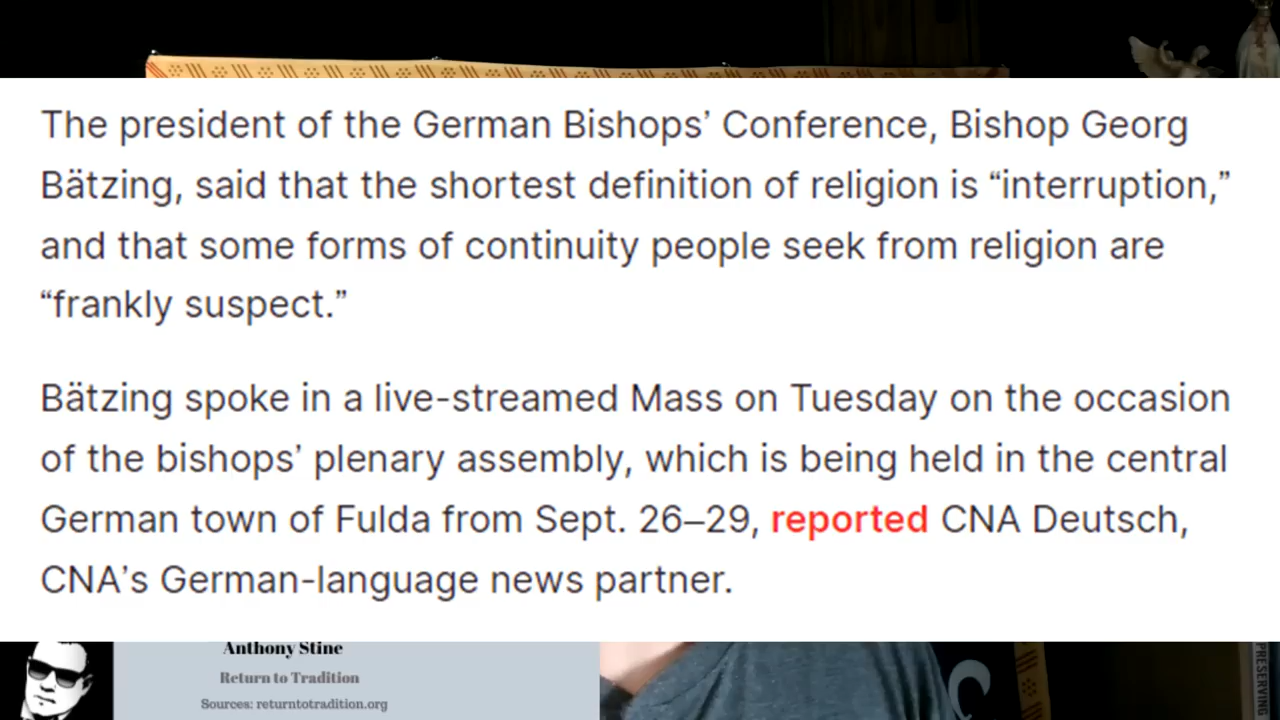 The president of the German Bishops’ Conference, Bishop Georg
Bätzing, said that the shortest definition of religion is “interruption,”
and that some forms of continuity people seek from religion are
“frankly suspect.”
Bätzing spoke in a live-streamed Mass on Tuesday on the occasion
of the bishops’ plenary assembly, which is being held in the central
German town of Fulda from Sept. 26–29, reported CNA Deutsch,
CNA’s German-language news partner.
Anthony Stine
Return to Tradition
Sources: returntotradition.org
PRESERVING